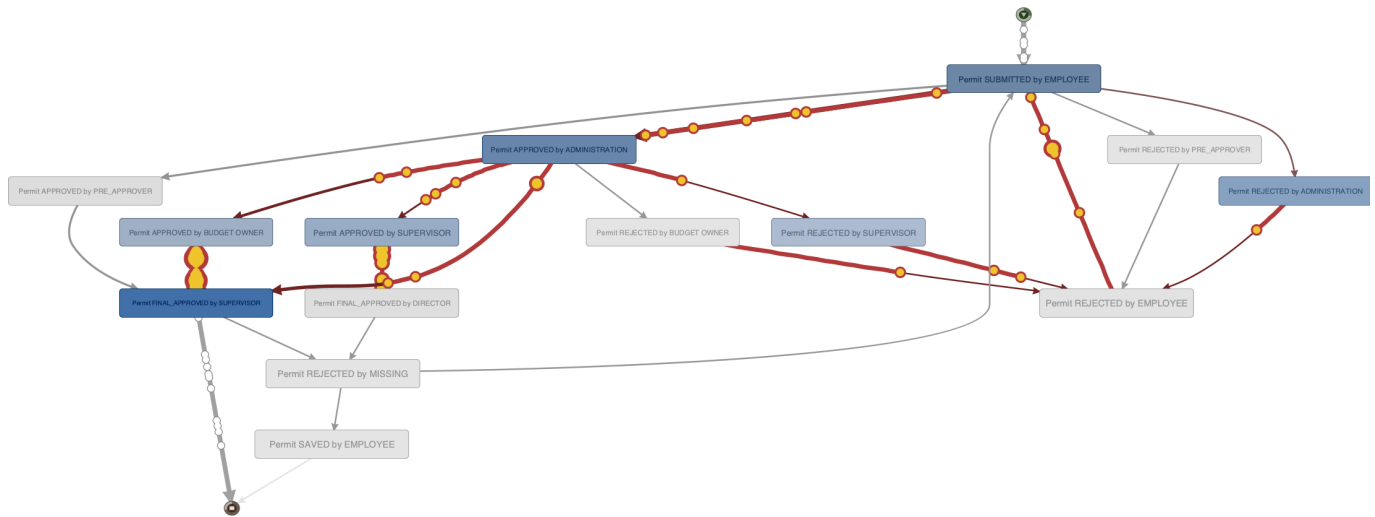 Permit SUBMITTED by EMPLOYEE
Permit APPROVED by ADMINISTRATION
Permit REJECTED by PRE_APPROVER
Permit APPROVED by PRE_APPROVER
Permit REJECTED by ADMINISTRATION
Permit APPROVED by BUDGET OWNER
Permit APPROVED by SUPERVISOR
Permit REJECTED by BUDGET OWNER
Permit REJECTED by SUPERVISOR
Permit FINAL_APPROVED by SUPERVISOR
Permit FINAL_APPROVED by DIRECTOR
Permit REJECTED by EMPLOYEE
Permit REJECTED by MISSING
Permit SAVED by EMPLOYEE